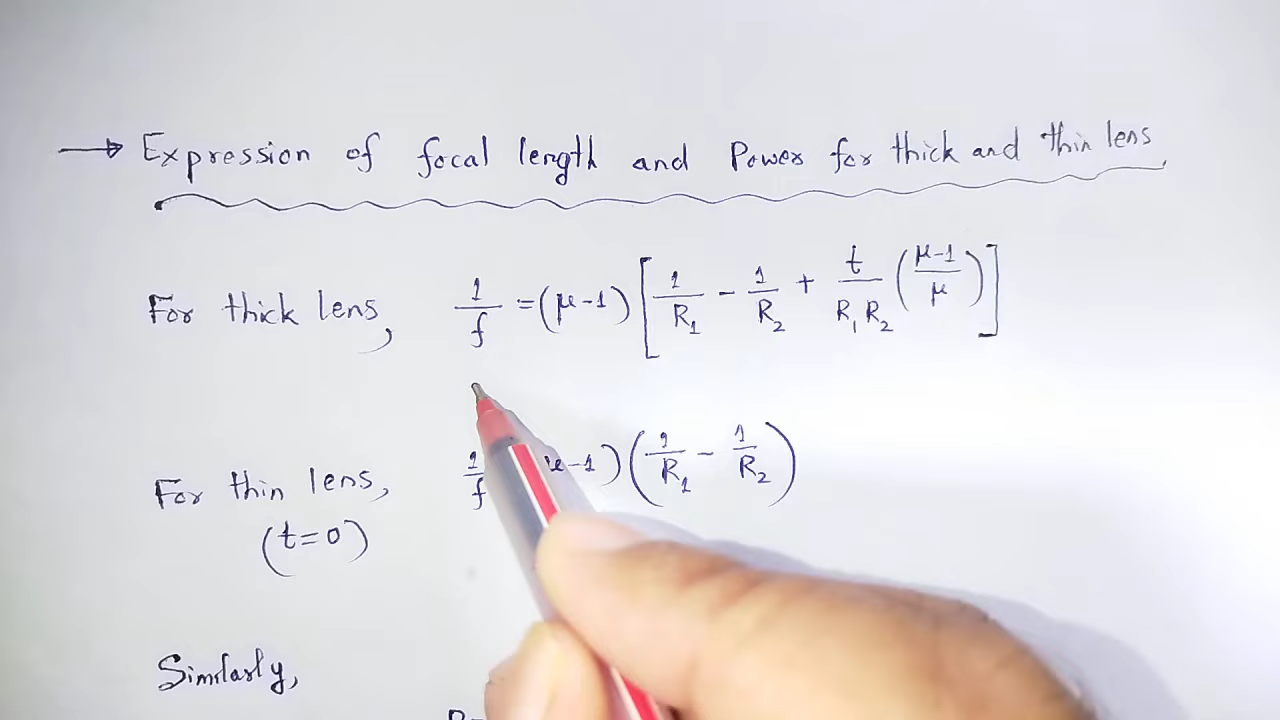 → Expression of focal length and Power for thick and thin lens,
For thick lens, 1/f = (μ-1) [1/R₁ - 1/R₂ + t/R₁R₂ (μ-1/μ)]
For thin lens, 1/f μ-1) (1/R₁ - 1/R₂)
(t=0)
Similarly,